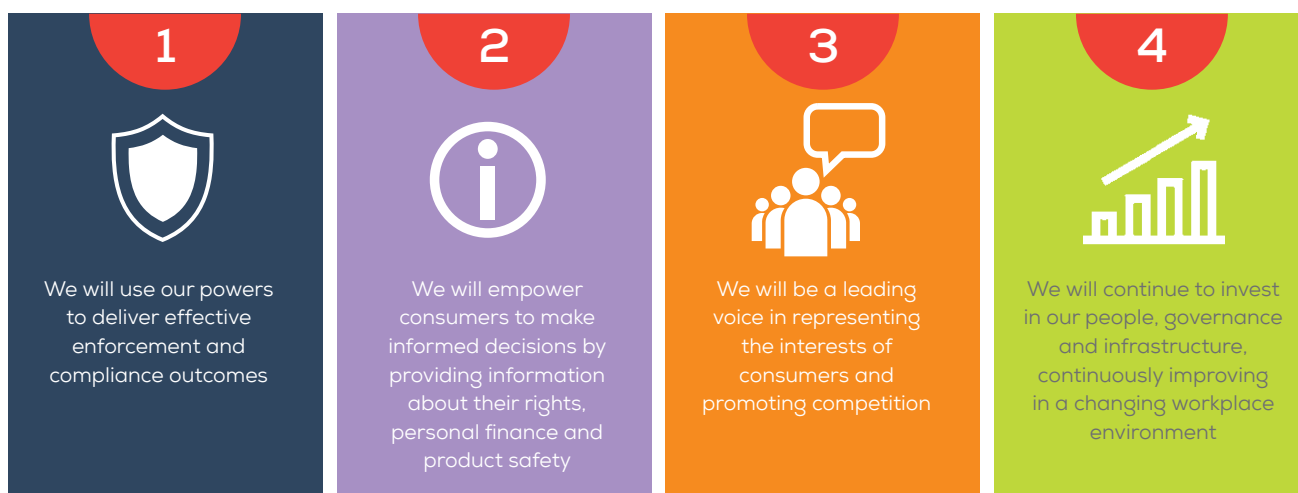 1
We will use our powers
to deliver effective
enforcement and
compliance outcomes
2
We will empower
consumers to make
informed decisions by
providing information
about their rights,
personal finance and
product safety
3
We will be a leading
voice in representing
the interests of
consumers and
promoting competition
4
We will continue to invest
in our people, governance
and infrastructure,
continuously improving
in a changing workplace
environment